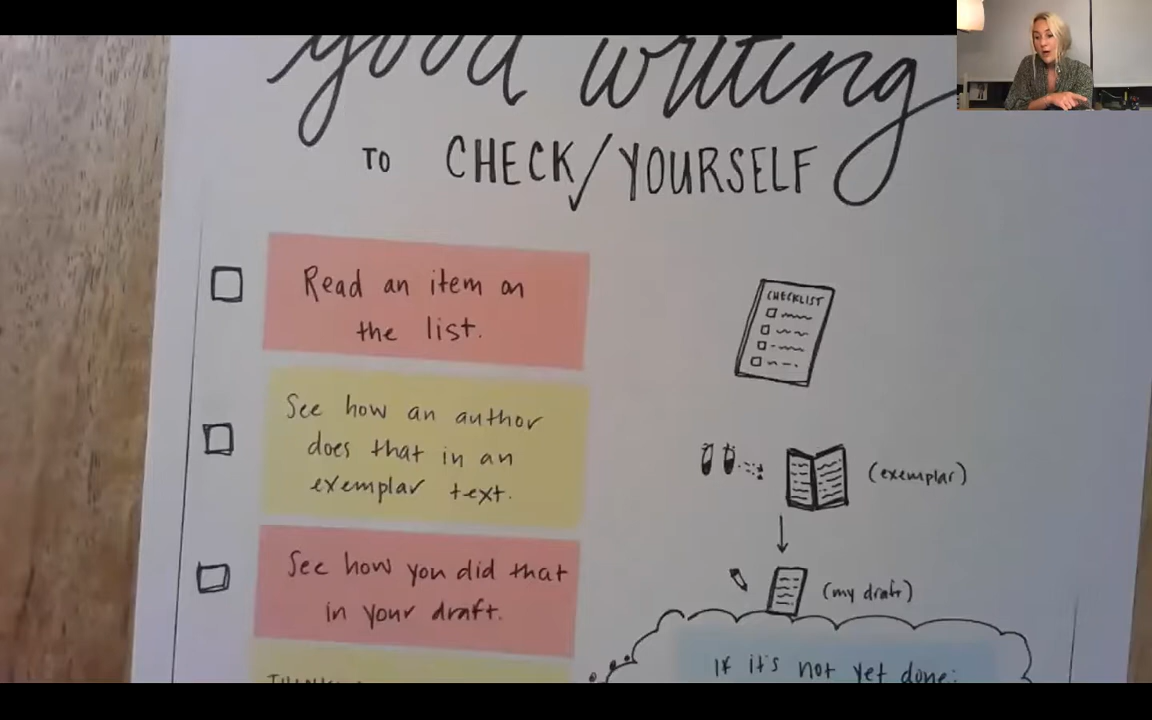 good writing
TO CHECK/YOURSELF
Read an item on
the list.
CHECKLIST
See how an author
does that in an
exemplar text.
(exemplar)
See how you did that
in your draft.
(my draft)
If it's not yet done: